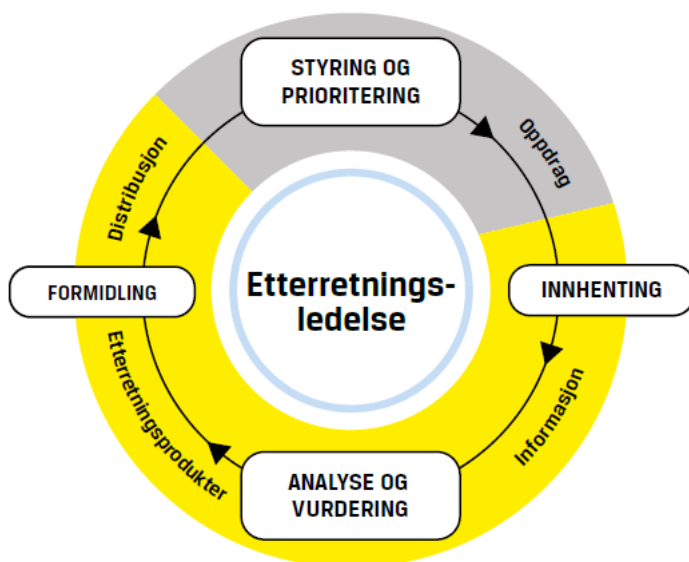 STYRING OG
PRIORITERING
Oppdrag
INNHENTING
Informasjon
ANALYSE OG
VURDERING
Etterretningsprodukter
FORMIDLING
Distribusjon
Etterretnings-
ledelse